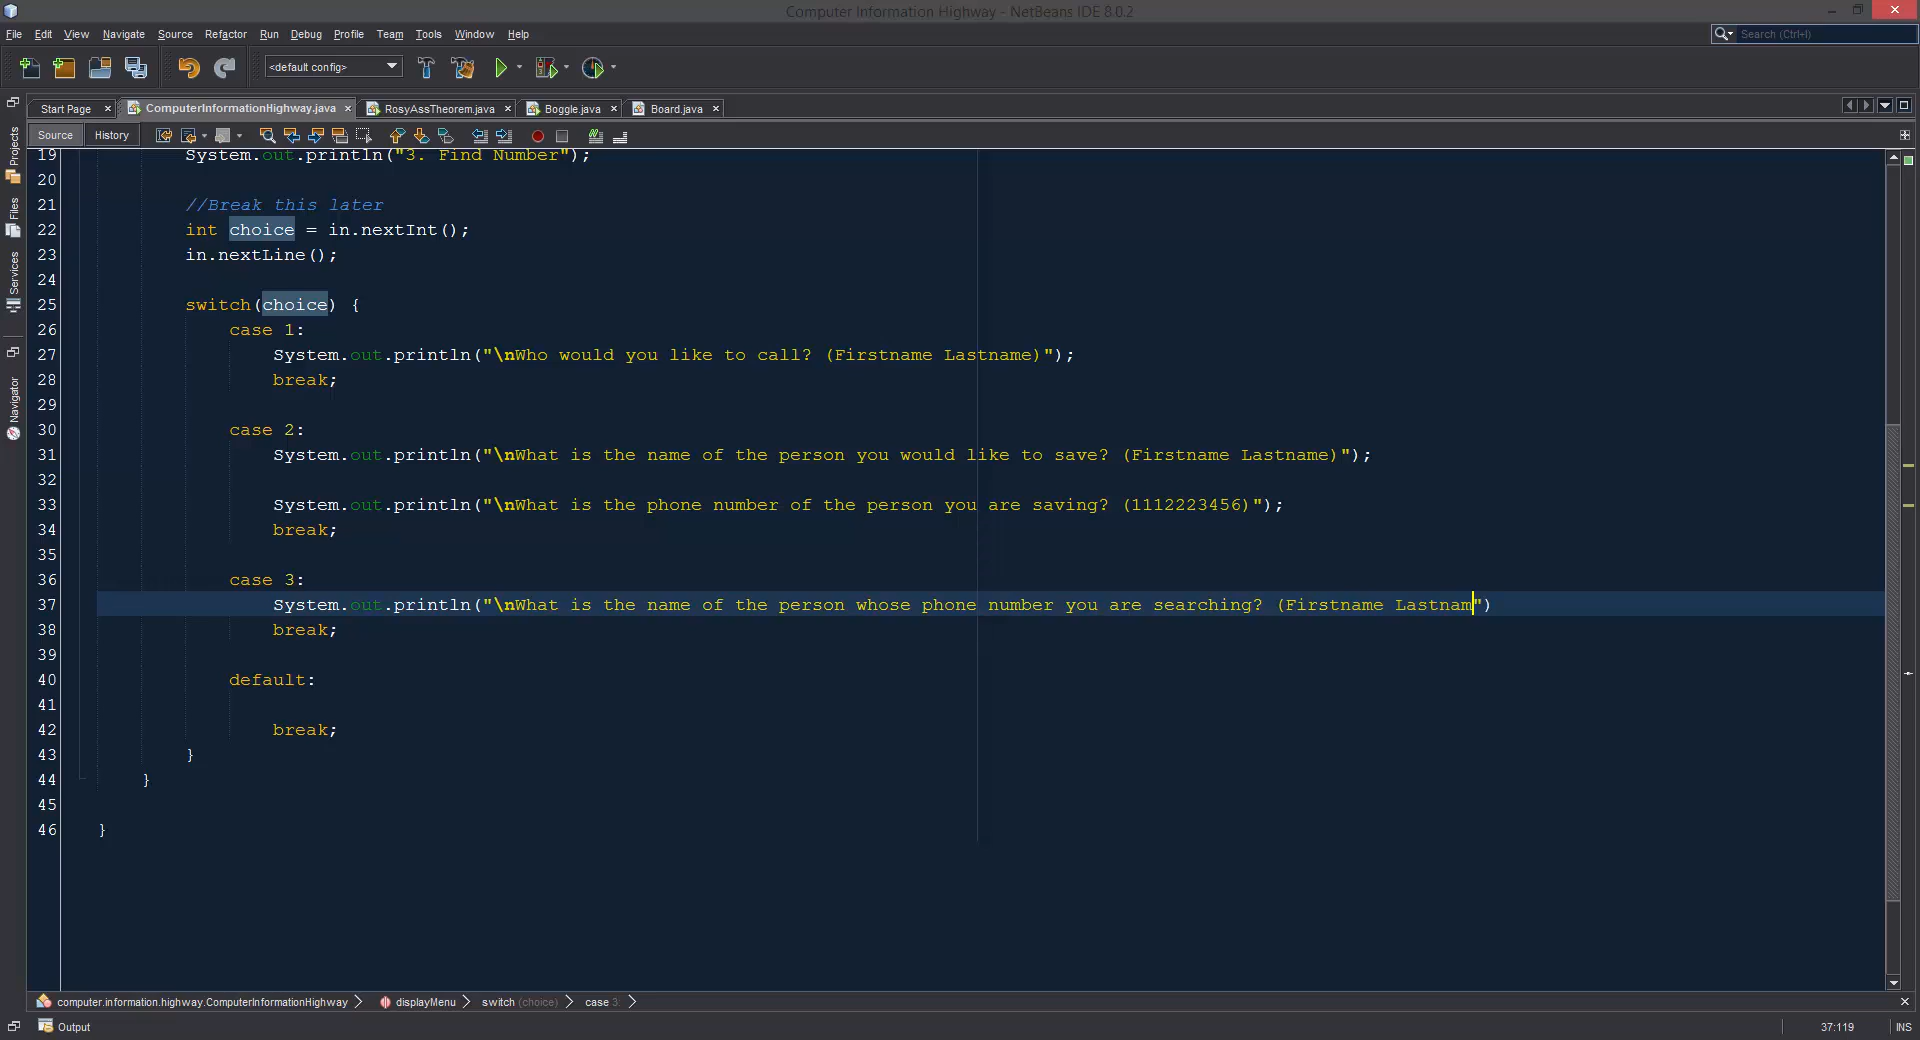 Computer Information Highway - NetBeans IDE 8.0.2
File Edit View Navigate Source Refactor Run Debug Profile Team Tools Window Help
Search (Ctrl+I)
<default config>
Start Page ComputerInformationHighway.java RosyAssTheorem.java Boggle.java Board.java
Source History
Projects
Files
Services
Navigator
19 System.out.println("3. Find Number");
20
21 //Break this later
22 int choice = in.nextInt();
23 in.nextLine();
24
25 switch(choice) {
26 case 1:
27 System.out.println("\nWho would you like to call? (Firstname Lastname)");
28 break;
29
30 case 2:
31 System.out.println("\nWhat is the name of the person you would like to save? (Firstname Lastname)");
32
33 System.out.println("\nWhat is the phone number of the person you are saving? (1112223456)");
34 break;
35
36 case 3:
37 System.out.println("\nWhat is the name of the person whose phone number you are searching? (Firstname Lastnam")
38 break;
39
40 default:
41
42 break;
43 }
44 }
45
46 }
computer.information.highway.ComputerInformationHighway displayMenu switch (choice) case 3:
Output
37:119 INS